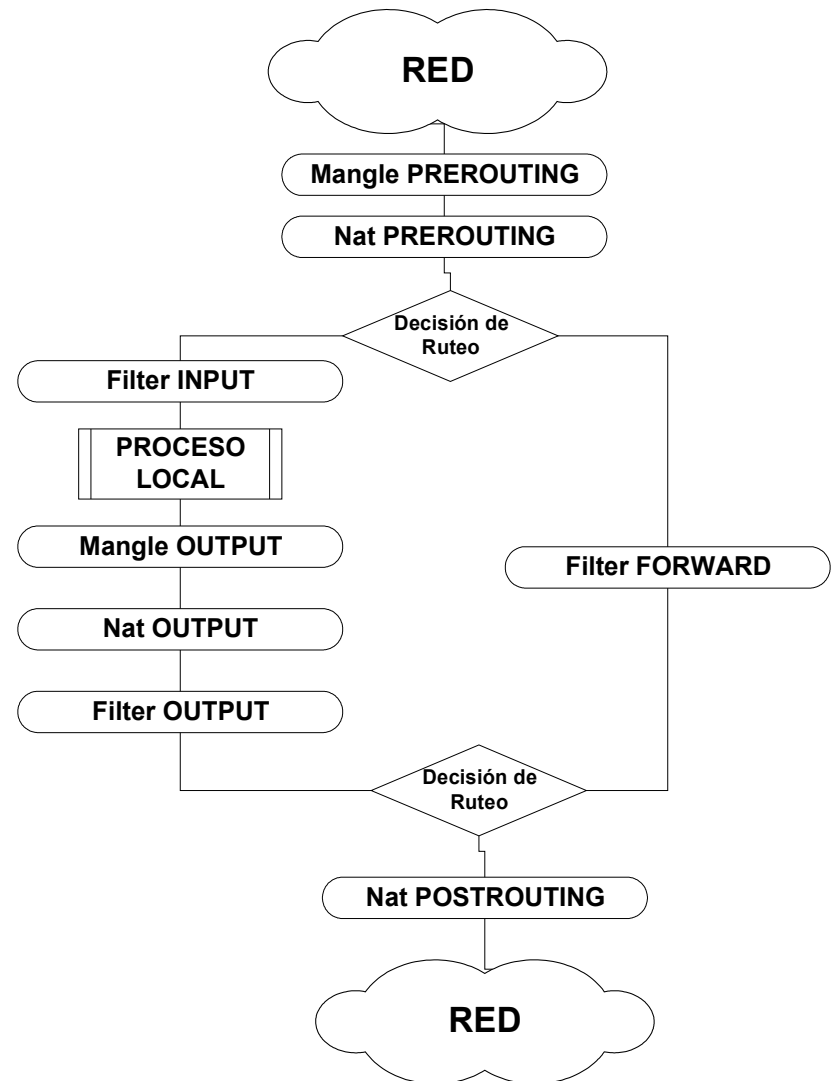 RED
Mangle PREROUTING
Nat PREROUTING
Decisión de
Ruteo
Filter INPUT
PROCESO
LOCAL
Mangle OUTPUT
Filter FORWARD
Nat OUTPUT
Filter OUTPUT
Decisión de
Ruteo
Nat POSTROUTING
RED